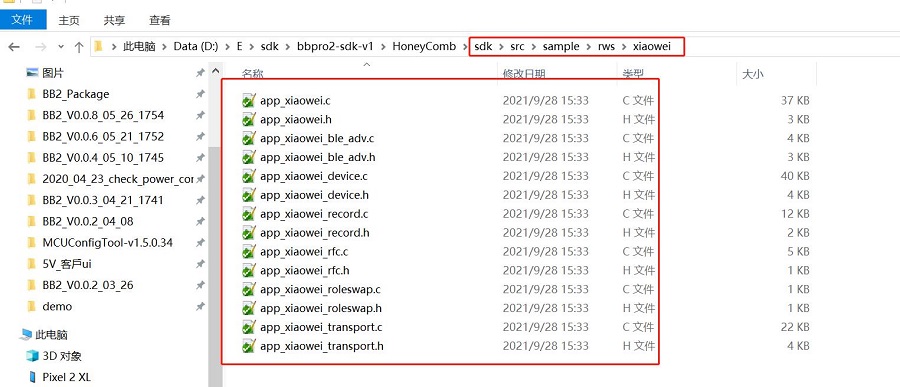 文件 主页 共享 查看
此电脑 > Data (D:) > E > sdk > bbpro2-sdk-v1 > HoneyComb > sdk > src > sample > rws > xiaowei
名称 修改日期 类型 大小
图片
BB2_Package
BB2_V0.0.8_05_26_1754
BB2_V0.0.6_05_21_1752
BB2_V0.0.4_05_10_1745
2020_04_23_check_power_cor
BB2_V0.0.3_04_21_1741
BB2_V0.0.2_04_08
MCUConfigTool-v1.5.0.34
5V_客戶ui
BB2_V0.0.2_03_26
demo
此电脑
3D 对象
Pixel 2 XL
app_xiaowei.c 2021/9/28 15:33 C 文件 37 KB
app_xiaowei.h 2021/9/28 15:33 H 文件 3 KB
app_xiaowei_ble_adv.c 2021/9/28 15:33 C 文件 4 KB
app_xiaowei_ble_adv.h 2021/9/28 15:33 H 文件 3 KB
app_xiaowei_device.c 2021/9/28 15:33 C 文件 40 KB
app_xiaowei_device.h 2021/9/28 15:33 H 文件 4 KB
app_xiaowei_record.c 2021/9/28 15:33 C 文件 12 KB
app_xiaowei_record.h 2021/9/28 15:33 H 文件 2 KB
app_xiaowei_rfc.c 2021/9/28 15:33 C 文件 5 KB
app_xiaowei_rfc.h 2021/9/28 15:33 H 文件 1 KB
app_xiaowei_roleswap.c 2021/9/28 15:33 C 文件 1 KB
app_xiaowei_roleswap.h 2021/9/28 15:33 H 文件 1 KB
app_xiaowei_transport.c 2021/9/28 15:33 C 文件 22 KB
app_xiaowei_transport.h 2021/9/28 15:33 H 文件 4 KB